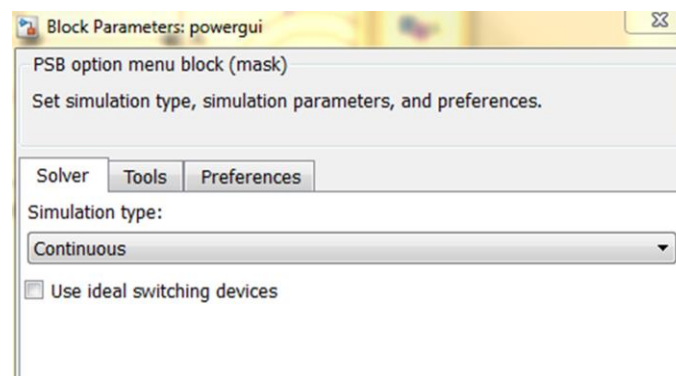 Block Parameters: powergui
PSB option menu block (mask)
Set simulation type, simulation parameters, and preferences.
Solver Tools Preferences
Simulation type:
Continuous
Use ideal switching devices